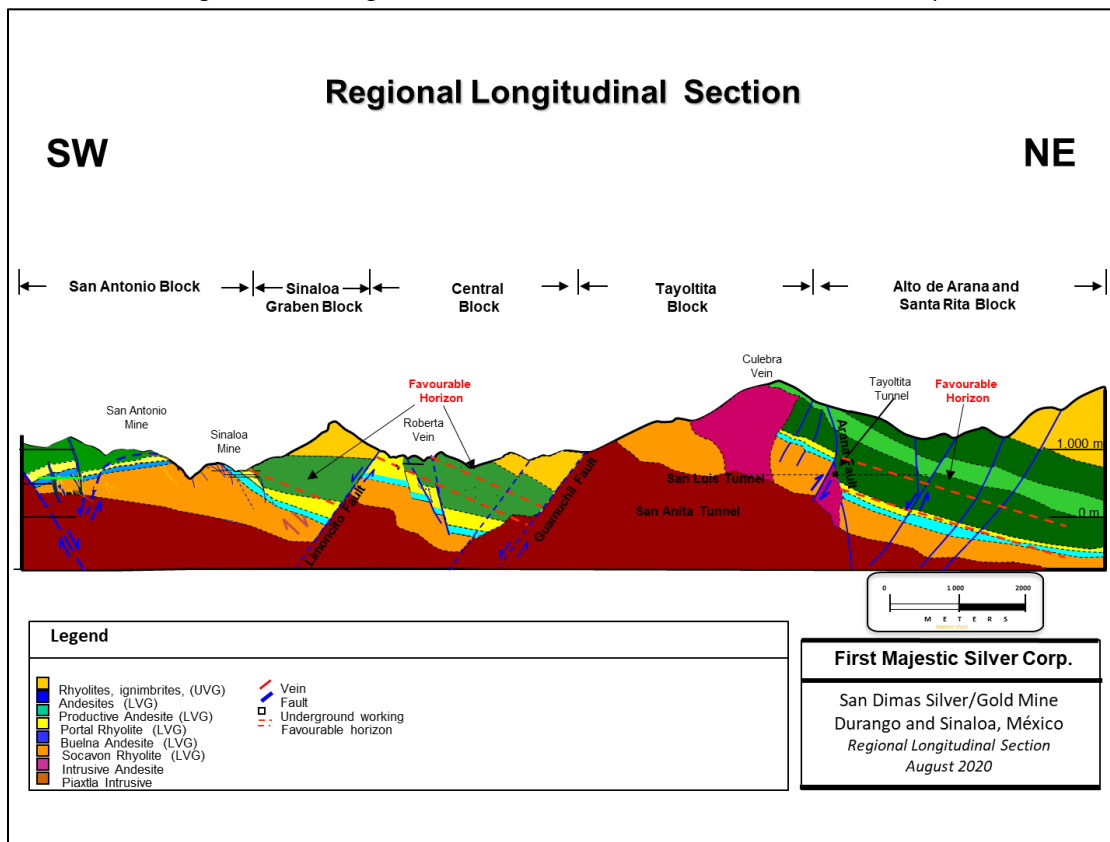 Regional Longitudinal Section
SW
NE
San Antonio Block
Sinaloa
Graben Block
Central
Block
Tayoltita
Block
Alto de Arana and
Santa Rita Block
Culebra
Vein
Favourable
Horizon
Tayoltita
Tunnel
Favourable
Horizon
San Antonio
Mine
Roberta
Vein
Sinaloa
Mine
Arana Fault
1,000 m
San Luis Tunnel
Limoncito Fault
Guamuchil Fault
San Anita Tunnel
0 m
0 1 000 2000
M E T E R S
Legend
Rhyolites, ignimbrites, (UVG)
Andesites (LVG)
Productive Andesite (LVG)
Portal Rhyolite (LVG)
Buelna Andesite (LVG)
Socavon Rhyolite (LVG)
Intrusive Andesite
Piaxtla Intrusive
Vein
Fault
Underground working
Favourable horizon
First Majestic Silver Corp.
San Dimas Silver/Gold Mine
Durango and Sinaloa, México
Regional Longitudinal Section
August 2020